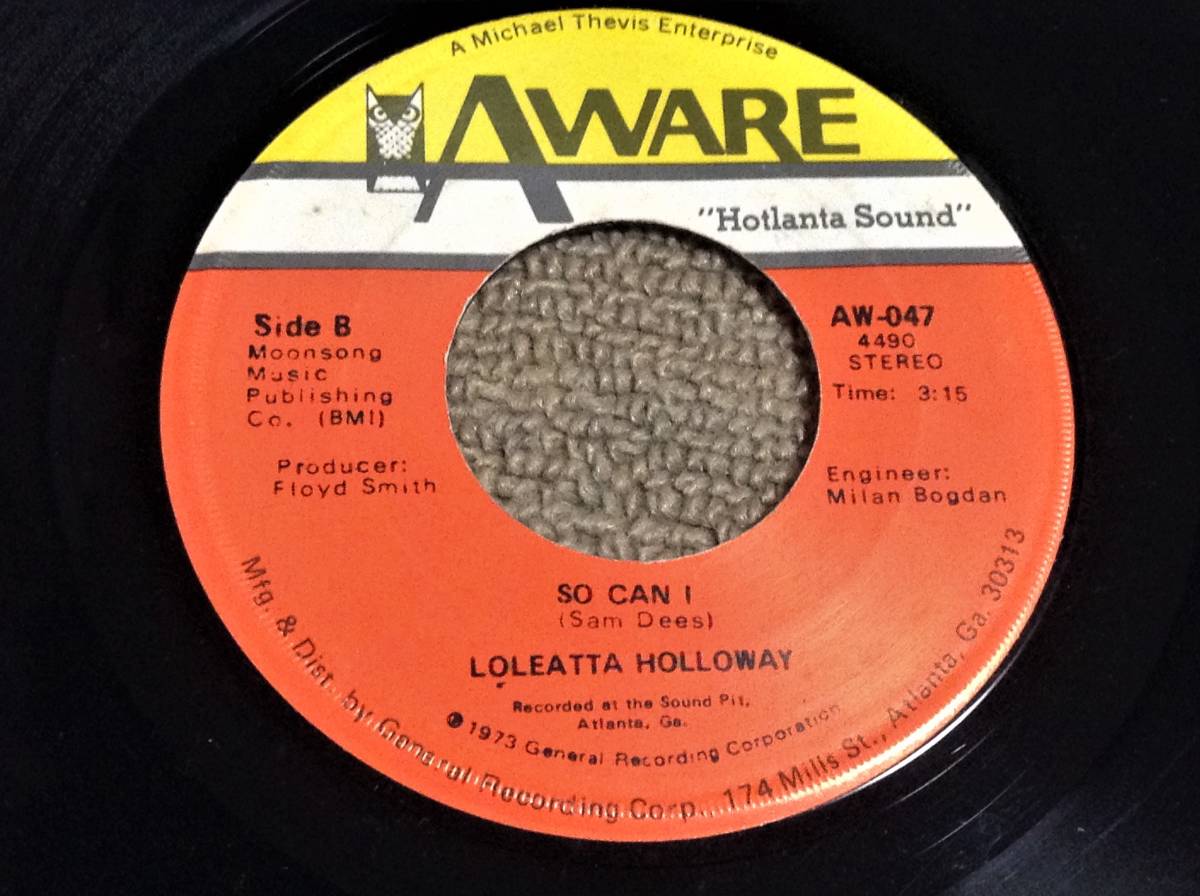 A Michael Thevis Enterprise
AWARE
"Hotlanta Sound"
Side B
Moonsong
Music
Publishing
Co. (BMI)
Producer:
Floyd Smith
AW-047
4490
STEREO
Time: 3:15
Engineer:
Milan Bogdan
SO CAN I
(Sam Dees)
LOLEATTA HOLLOWAY
Recorded at the Sound Pit,
Atlanta, Ga.
℗ 1973 General Recording Corporation
Mfg. & Dist. by General Recording Corp., 174 Mills St., Atlanta, Ga. 30313